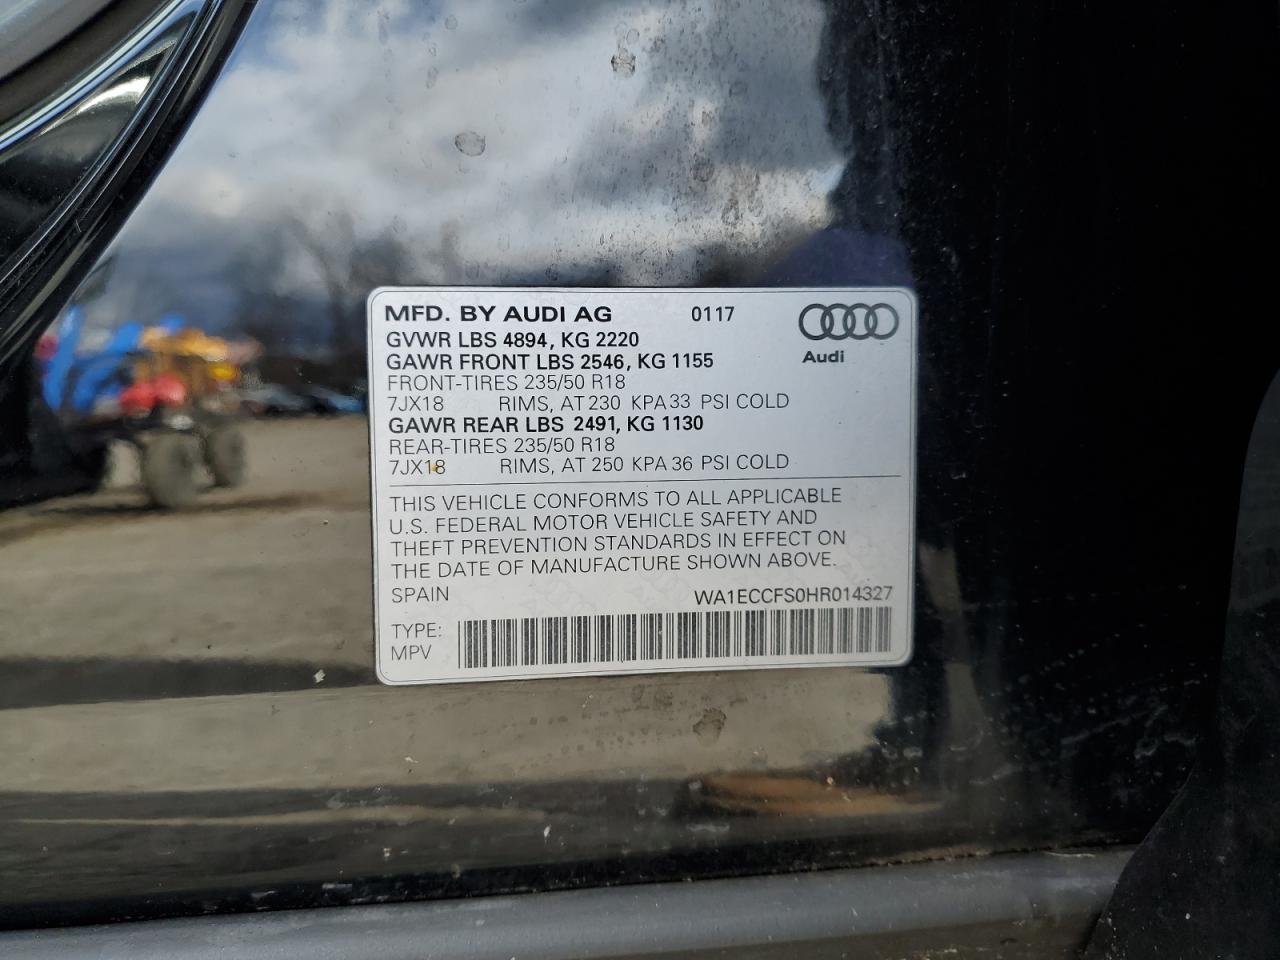 MFD. BY AUDI AG 0117
GVWR LBS 4894, KG 2220
GAWR FRONT LBS 2546, KG 1155
FRONT-TIRES 235/50 R18
7JX18 RIMS, AT 230 KPA 33 PSI COLD
GAWR REAR LBS 2491, KG 1130
REAR-TIRES 235/50 R18
7JX18 RIMS, AT 250 KPA 36 PSI COLD
Audi
THIS VEHICLE CONFORMS TO ALL APPLICABLE
U.S. FEDERAL MOTOR VEHICLE SAFETY AND
THEFT PREVENTION STANDARDS IN EFFECT ON
THE DATE OF MANUFACTURE SHOWN ABOVE.
SPAIN WA1ECCFS0HR014327
TYPE:
MPV